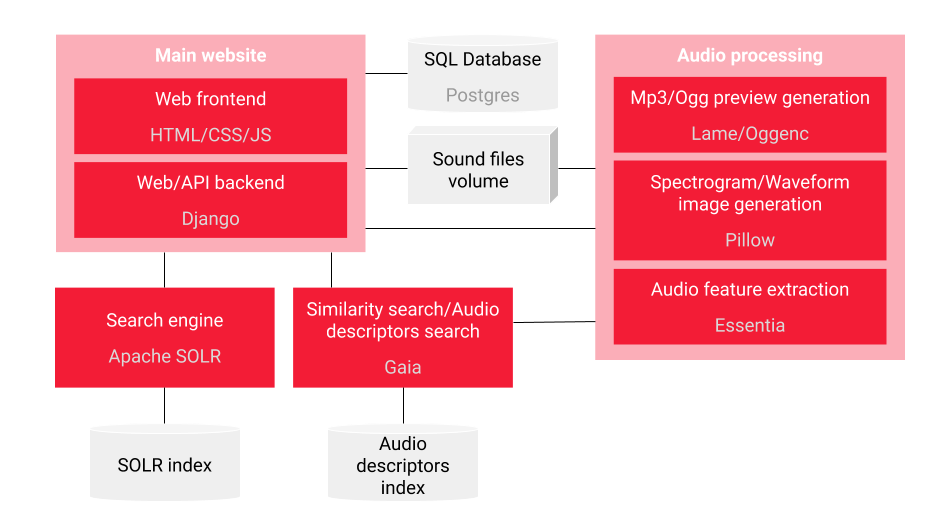 Main website
Web frontend
HTML/CSS/JS
Web/API backend
Django
SQL Database
Postgres
Sound files
volume
Audio processing
Mp3/Ogg preview generation
Lame/Oggenc
Spectrogram/Waveform
image generation
Pillow
Audio feature extraction
Essentia
Search engine
Apache SOLR
Similarity search/Audio
descriptors search
Gaia
SOLR index
Audio
descriptors
index